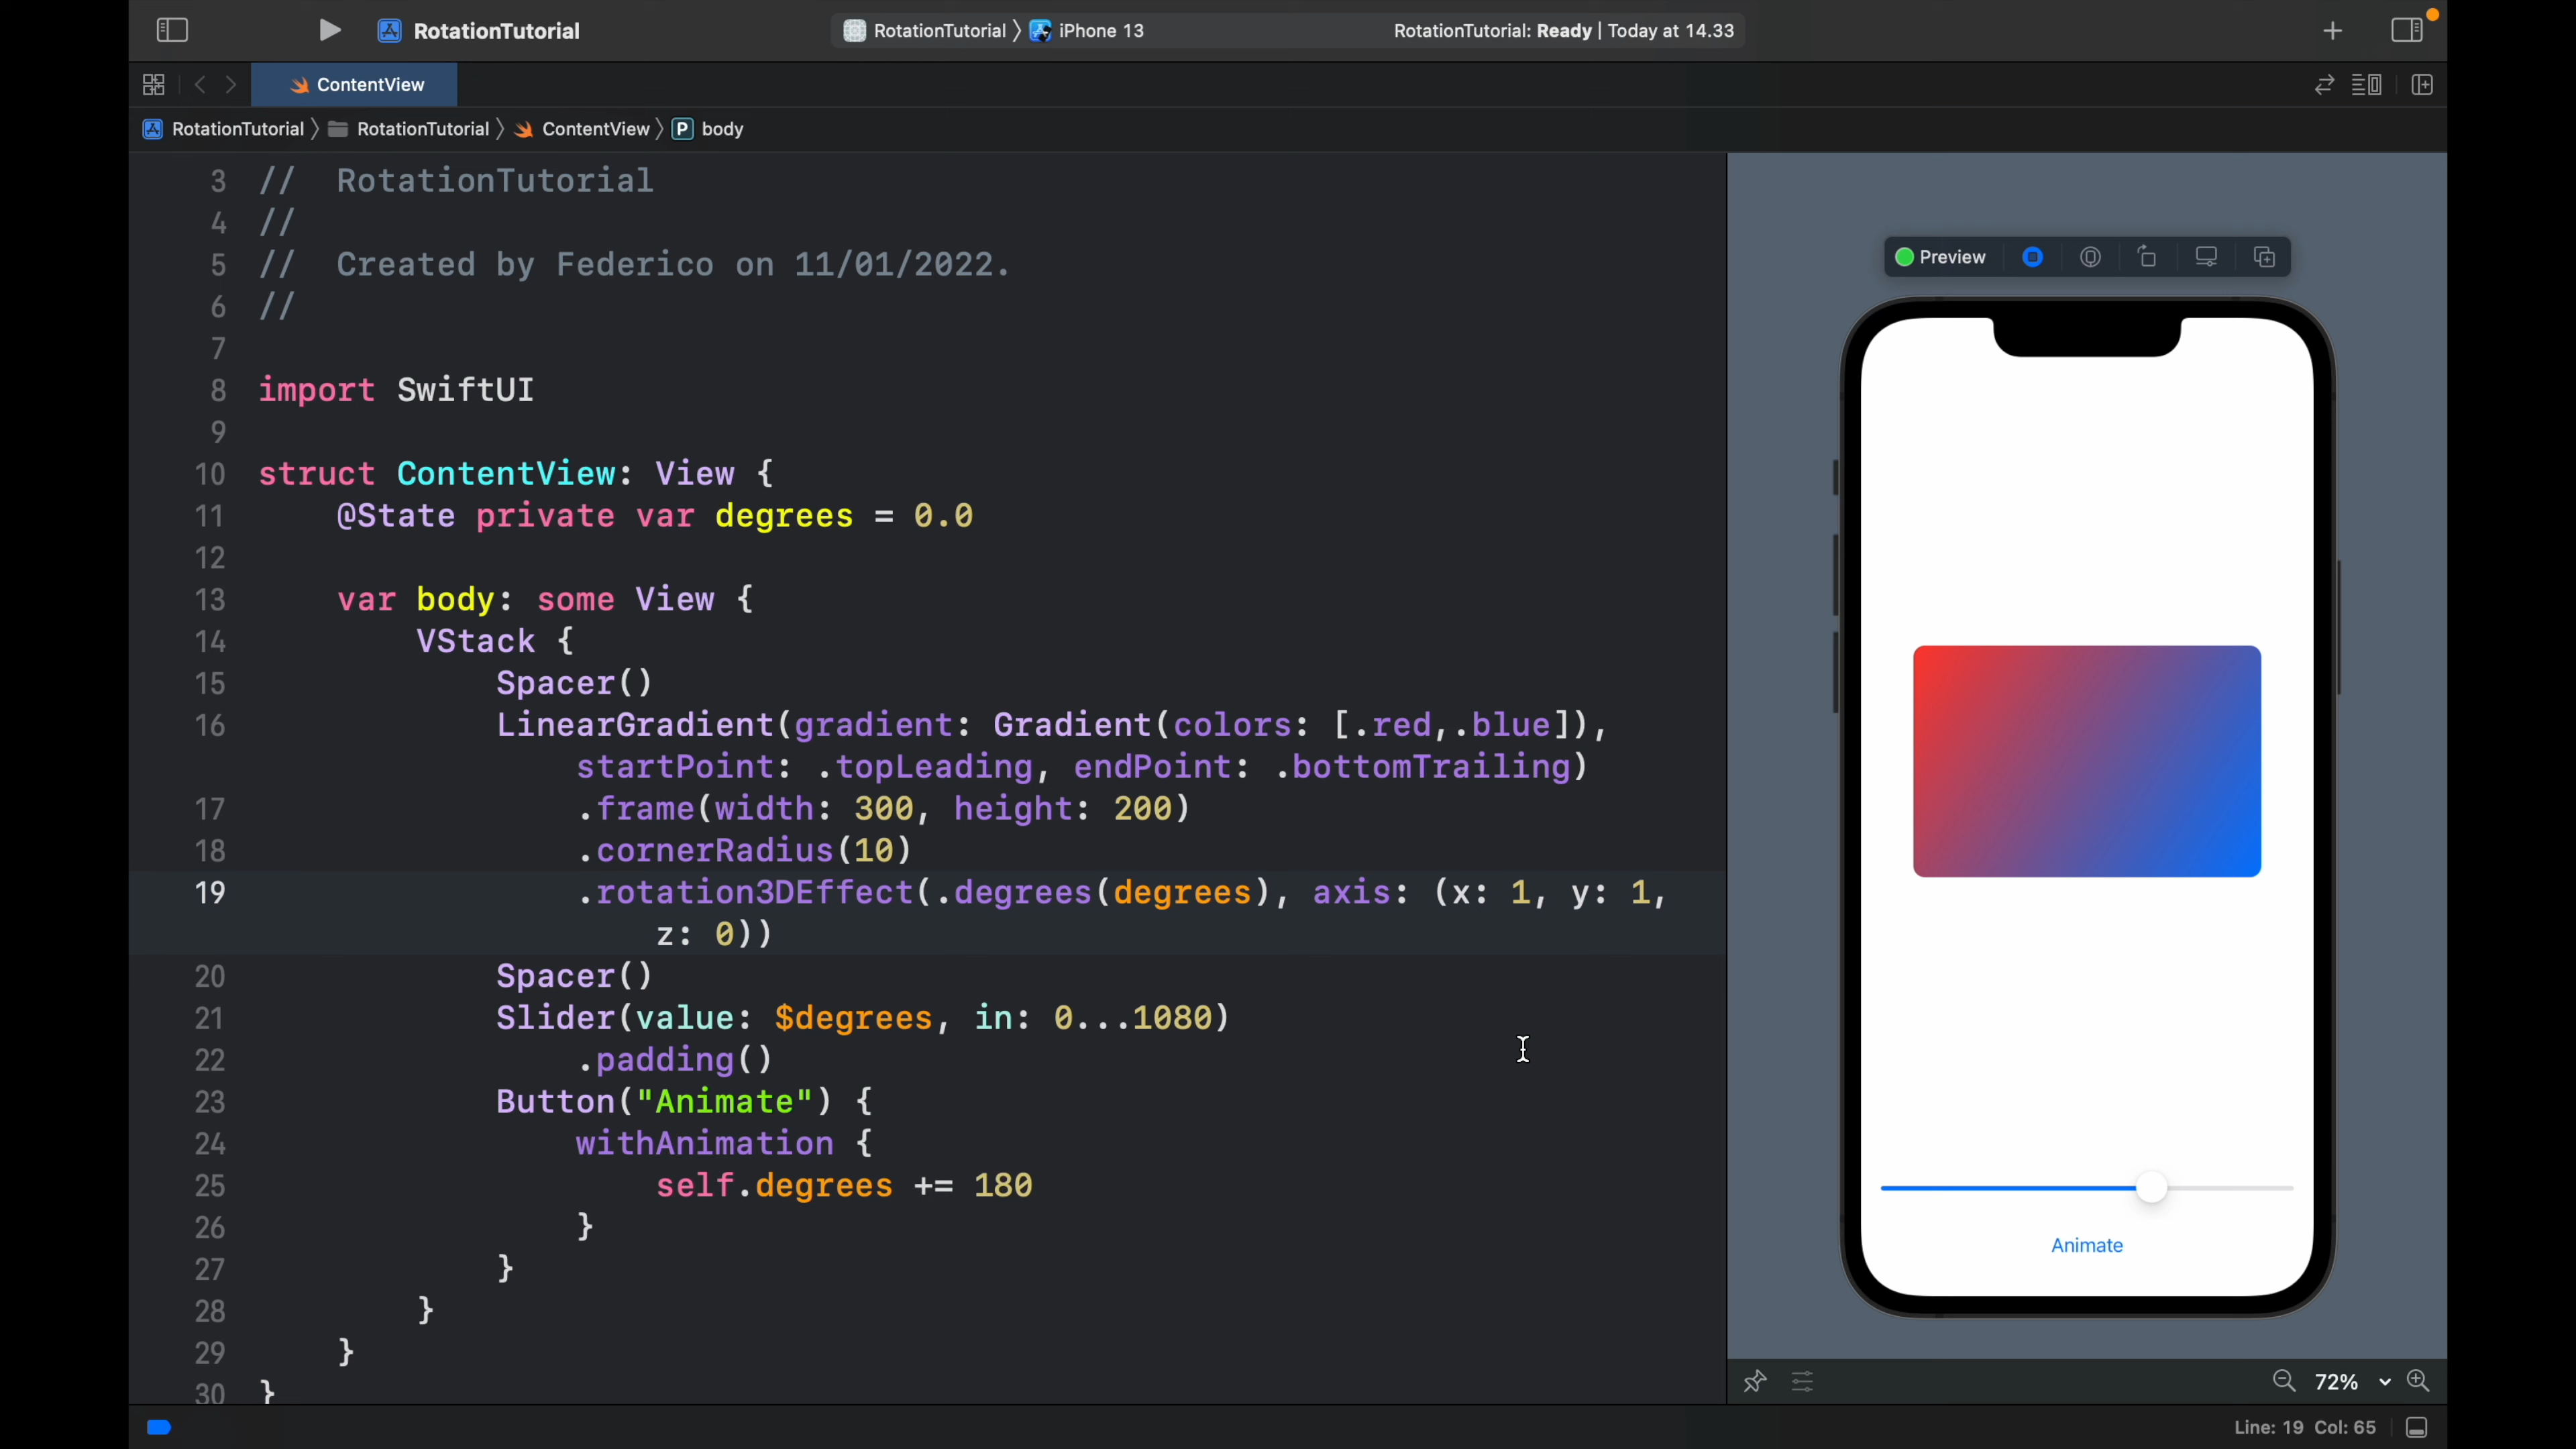 RotationTutorial
RotationTutorial 〉 iPhone 13
RotationTutorial: Ready | Today at 14.33
ContentView
RotationTutorial 〉 RotationTutorial 〉 ContentView 〉 P body
3 //  RotationTutorial
4 //
5 //  Created by Federico on 11/01/2022.
6 //
7
8 import SwiftUI
9
10 struct ContentView: View {
11     @State private var degrees = 0.0
12
13     var body: some View {
14         VStack {
15             Spacer()
16             LinearGradient(gradient: Gradient(colors: [.red,.blue]),
startPoint: .topLeading, endPoint: .bottomTrailing)
17                 .frame(width: 300, height: 200)
18                 .cornerRadius(10)
19                 .rotation3DEffect(.degrees(degrees), axis: (x: 1, y: 1,
z: 0))
20             Spacer()
21             Slider(value: $degrees, in: 0...1080)
22                 .padding()
23             Button("Animate") {
24                 withAnimation {
25                     self.degrees += 180
26                 }
27             }
28         }
29     }
30 }
Preview
Animate
72%
Line: 19 Col: 65